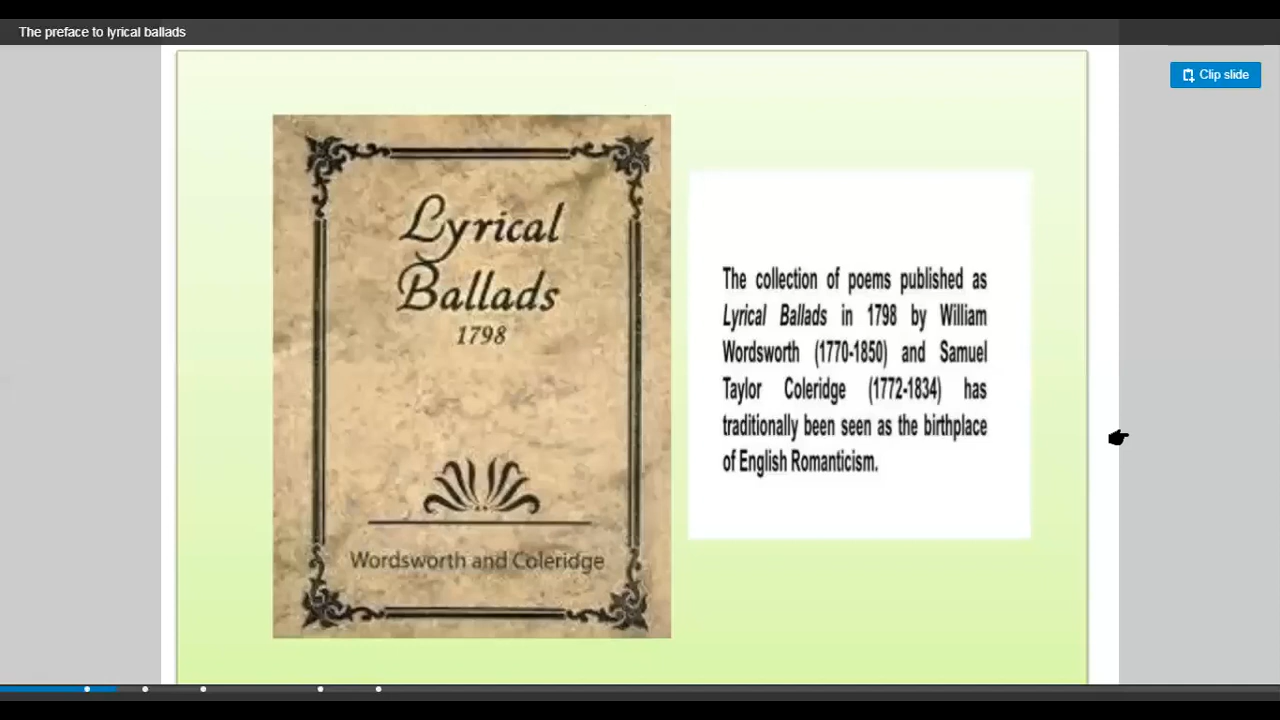 The preface to lyrical ballads
Clip slide
Lyrical
Ballads
1798
Wordsworth and Coleridge
The collection of poems published as
Lyrical Ballads in 1798 by William
Wordsworth (1770-1850) and Samuel
Taylor Coleridge (1772-1834) has
traditionally been seen as the birthplace
of English Romanticism.